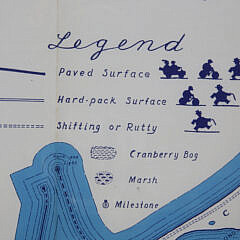 Legend
Paved Surface
Hard-pack Surface
Shifting or Rutty
Cranberry Bog
Marsh
Milestone
C